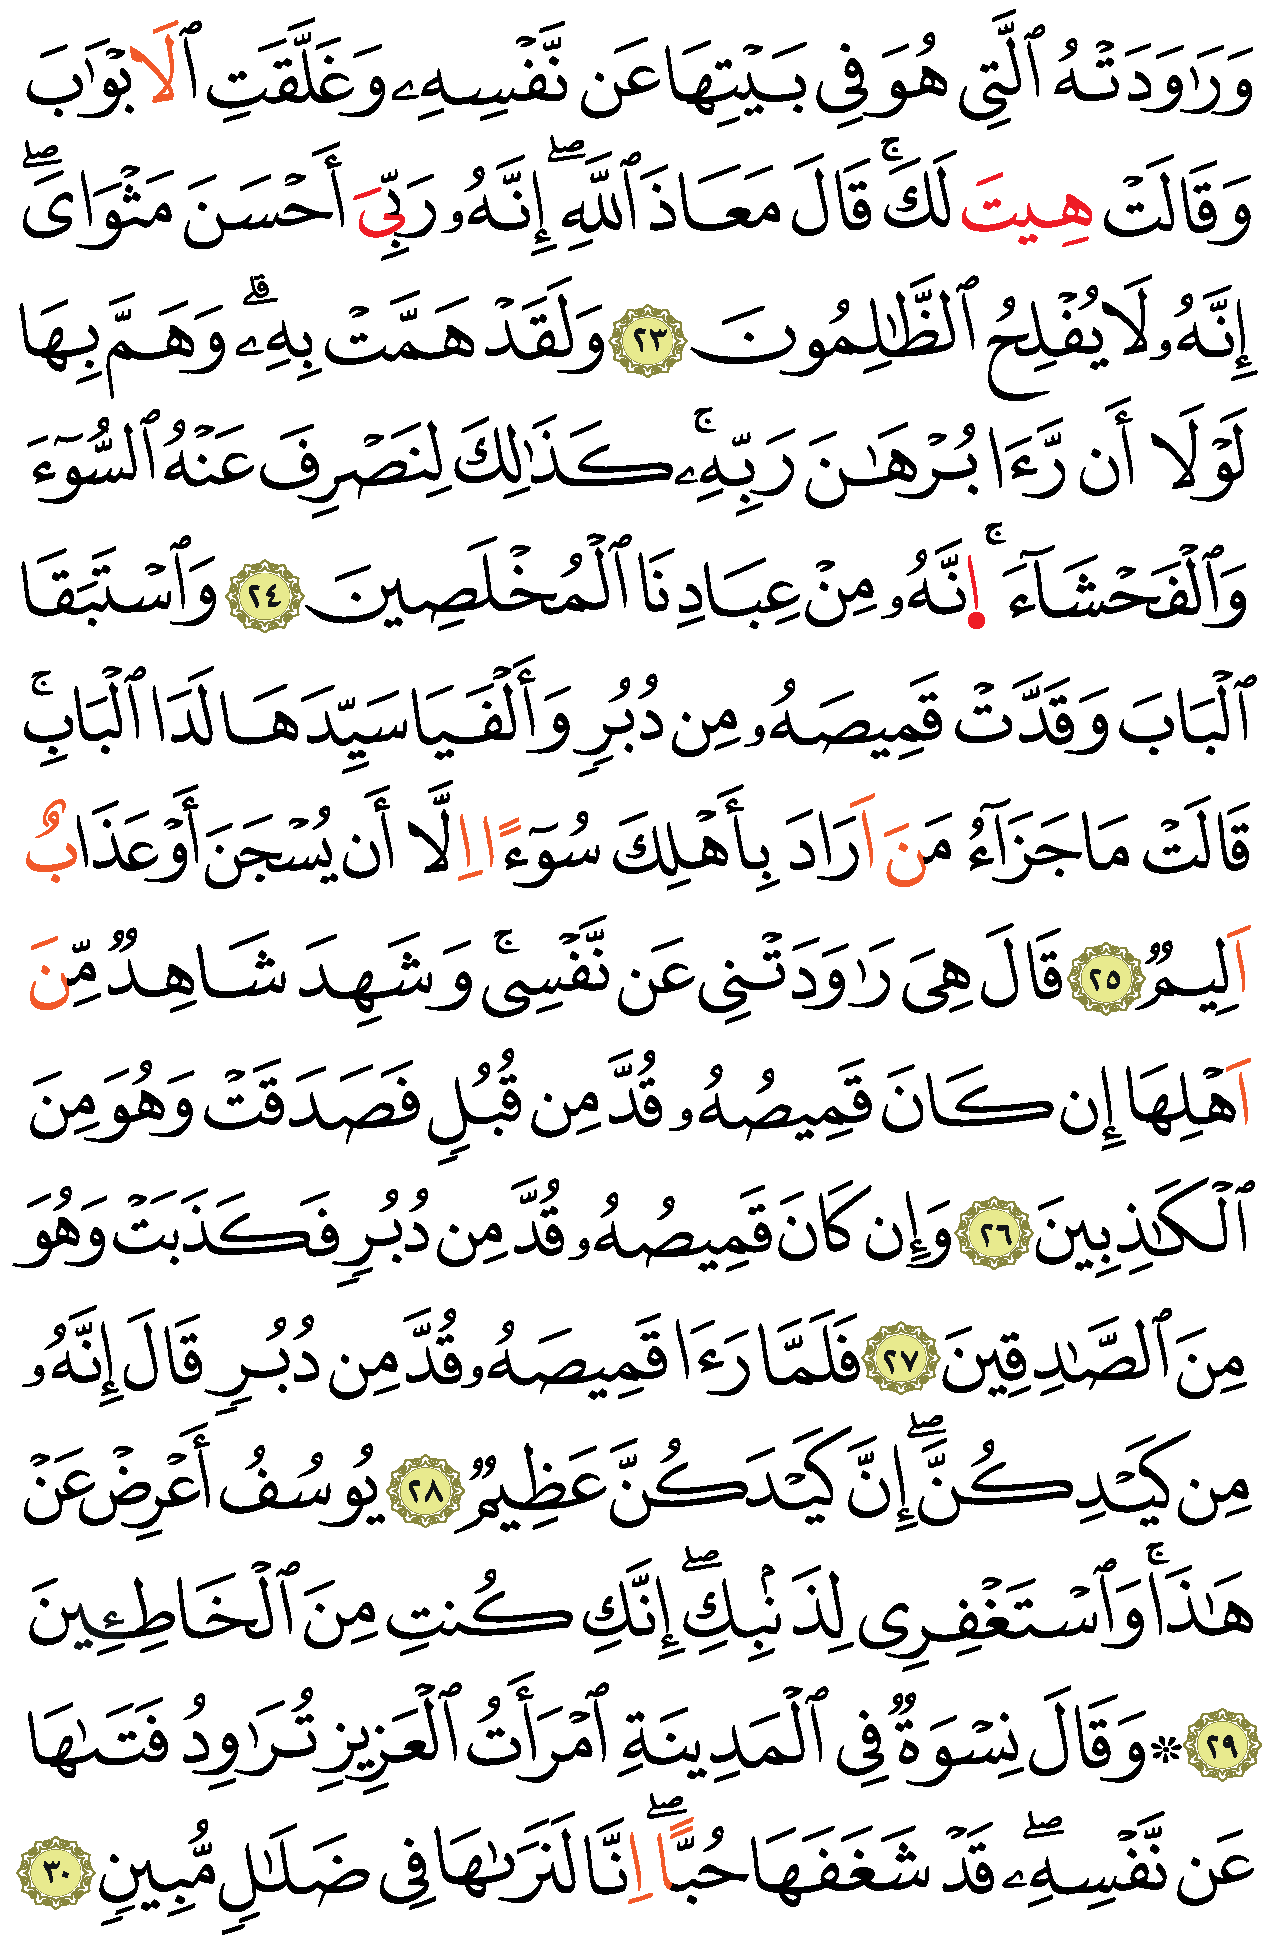 وَرَٰوَدَتْهُ ٱلَّتِى هُوَ فِى بَيْتِهَا عَن نَّفْسِهِۦ وَغَلَّقَتِ ٱلَابْوَٰبَ
وَقَالَتْ هِيتَ لَكَ ۚ قَالَ مَعَاذَ ٱللَّهِ ۖ إِنَّهُۥ رَبِّىَ أَحْسَنَ مَثْوَاىَ ۖ
إِنَّهُۥ لَا يُفْلِحُ ٱلظَّٰلِمُونَ ٢٣ وَلَقَدْ هَمَّتْ بِهِۦ ۖ وَهَمَّ بِهَا
لَوْلَا أَن رَّءَا بُرْهَٰنَ رَبِّهِۦ ۚ كَذَٰلِكَ لِنَصْرِفَ عَنْهُ ٱلسُّوٓءَ
وَٱلْفَحْشَآءَ ۚ اِنَّهُۥ مِنْ عِبَادِنَا ٱلْمُخْلَصِينَ ٢٤ وَٱسْتَبَقَا
ٱلْبَابَ وَقَدَّتْ قَمِيصَهُۥ مِن دُبُرٍ وَأَلْفَيَا سَيِّدَهَا لَدَا ٱلْبَابِ ۚ
قَالَتْ مَا جَزَآءُ مَنَ اَرَادَ بِأَهْلِكَ سُوٓءًا اِلَّا أَن يُسْجَنَ أَوْ عَذَابٌ
اَلِيمٌ ٢٥ قَالَ هِىَ رَٰوَدَتْنِى عَن نَّفْسِى ۚ وَشَهِدَ شَاهِدٌ مِّنَ
اَهْلِهَا إِن كَانَ قَمِيصُهُۥ قُدَّ مِن قُبُلٍ فَصَدَقَتْ وَهُوَ مِنَ
ٱلْكَٰذِبِينَ ٢٦ وَإِن كَانَ قَمِيصُهُۥ قُدَّ مِن دُبُرٍ فَكَذَبَتْ وَهُوَ
مِنَ ٱلصَّٰدِقِينَ ٢٧ فَلَمَّا رَءَا قَمِيصَهُۥ قُدَّ مِن دُبُرٍ قَالَ إِنَّهُۥ
مِن كَيْدِكُنَّ ۖ إِنَّ كَيْدَكُنَّ عَظِيمٌ ٢٨ يُوسُفُ أَعْرِضْ عَنْ
هَٰذَا ۚ وَٱسْتَغْفِرِى لِذَنۢبِكِ ۖ إِنَّكِ كُنتِ مِنَ ٱلْخَاطِـِٔينَ
٢٩ ۞ وَقَالَ نِسْوَةٌ فِى ٱلْمَدِينَةِ ٱمْرَأَتُ ٱلْعَزِيزِ تُرَٰوِدُ فَتَىٰهَا
عَن نَّفْسِهِۦ ۖ قَدْ شَغَفَهَا حُبًّا ۖ اِنَّا لَنَرَىٰهَا فِى ضَلَٰلٍ مُّبِينٍ ٣٠